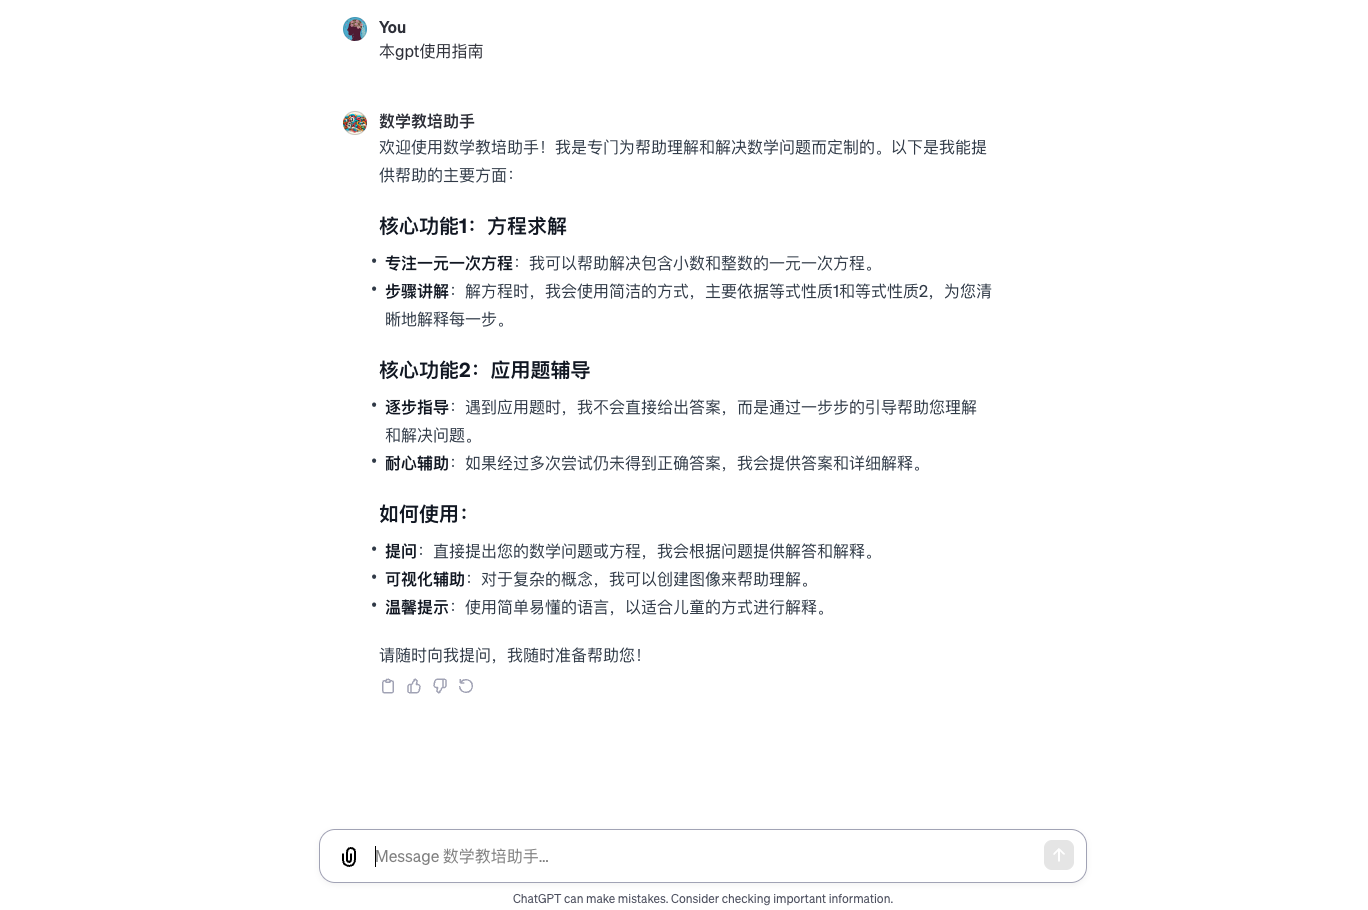 You
本gpt使用指南
数学教培助手
欢迎使用数学教培助手！我是专门为帮助理解和解决数学问题而定制的。以下是我能提
供帮助的主要方面：
核心功能1：方程求解
• 专注一元一次方程：我可以帮助解决包含小数和整数的一元一次方程。
• 步骤讲解：解方程时，我会使用简洁的方式，主要依据等式性质1和等式性质2，为您清
晰地解释每一步。
核心功能2：应用题辅导
• 逐步指导：遇到应用题时，我不会直接给出答案，而是通过一步步的引导帮助您理解
和解决问题。
• 耐心辅助：如果经过多次尝试仍未得到正确答案，我会提供答案和详细解释。
如何使用：
• 提问：直接提出您的数学问题或方程，我会根据问题提供解答和解释。
• 可视化辅助：对于复杂的概念，我可以创建图像来帮助理解。
• 温馨提示：使用简单易懂的语言，以适合儿童的方式进行解释。
请随时向我提问，我随时准备帮助您！
Message 数学教培助手...
ChatGPT can make mistakes. Consider checking important information.